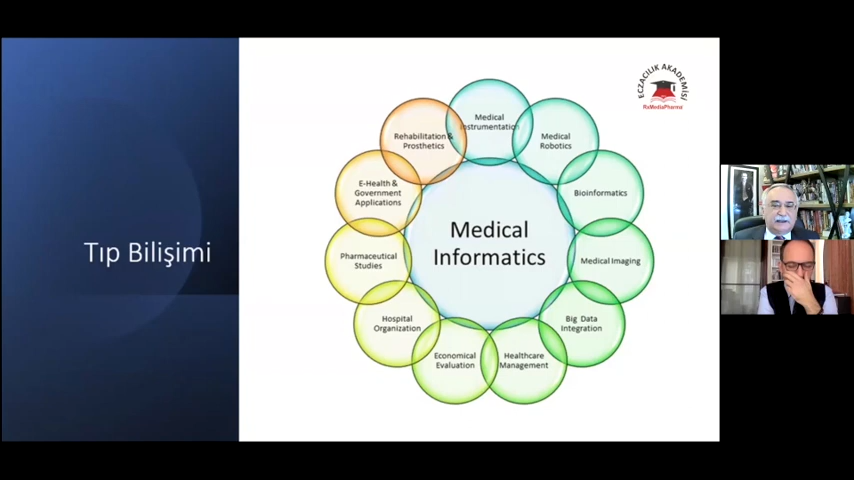 Tıp Bilişimi
ECZACILIK AKADEMİSİ
RxMediaPharma
Medical
Instrumentation
Medical
Robotics
Bioinformatics
Medical Imaging
Big Data
Integration
Healthcare
Management
Economical
Evaluation
Hospital
Organization
Pharmaceutical
Studies
E-Health &
Government
Applications
Rehabilitation &
Prosthetics
Medical
Informatics